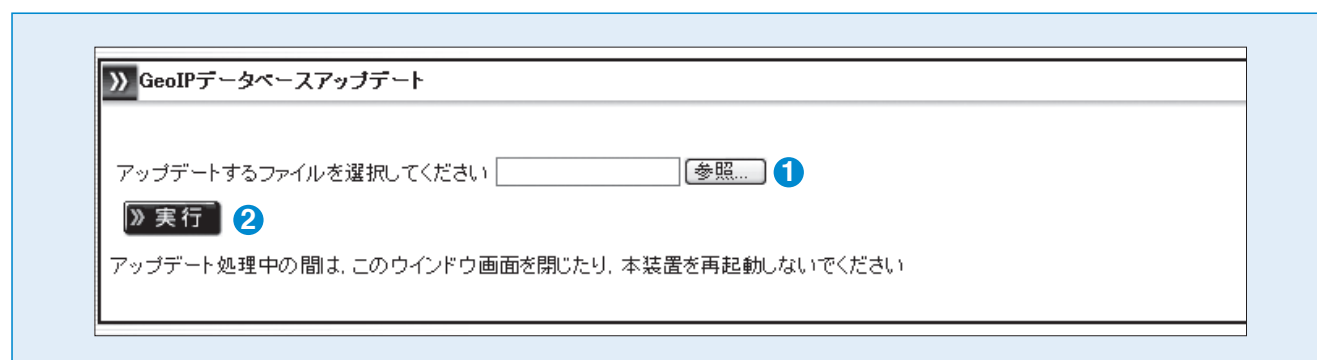 》 GeoIPデータベースアップデート
アップデートするファイルを選択してください 参照... 1
》 実行 2
アップデート処理中の間は, このウインドウ画面を閉じたり, 本装置を再起動しないでください